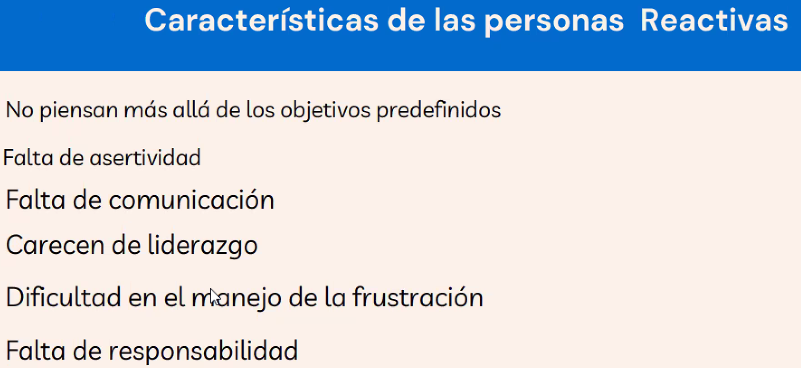 Características de las personas Reactivas
No piensan más allá de los objetivos predefinidos
Falta de asertividad
Falta de comunicación
Carecen de liderazgo
Dificultad en el manejo de la frustración
Falta de responsabilidad